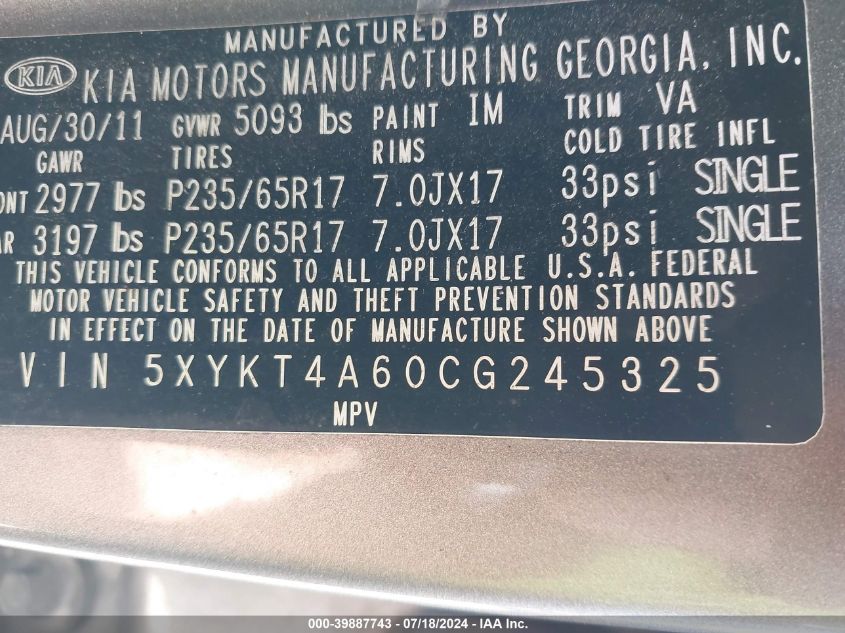 MANUFACTURED BY
KIA KIA MOTORS MANUFACTURING GEORGIA, INC.
AUG/30/11 GVWR 5093 lbs PAINT IM TRIM VA
GAWR TIRES RIMS COLD TIRE INFL
ONT 2977 lbs P235/65R17 7.0JX17 33psi SINGLE
AR 3197 lbs P235/65R17 7.0JX17 33psi SINGLE
THIS VEHICLE CONFORMS TO ALL APPLICABLE U.S.A. FEDERAL
MOTOR VEHICLE SAFETY AND THEFT PREVENTION STANDARDS
IN EFFECT ON THE DATE OF MANUFACTURE SHOWN ABOVE
VIN 5XYKT4A60CG245325
MPV
000-39887743 / 07/18/2024 / IAA Inc.